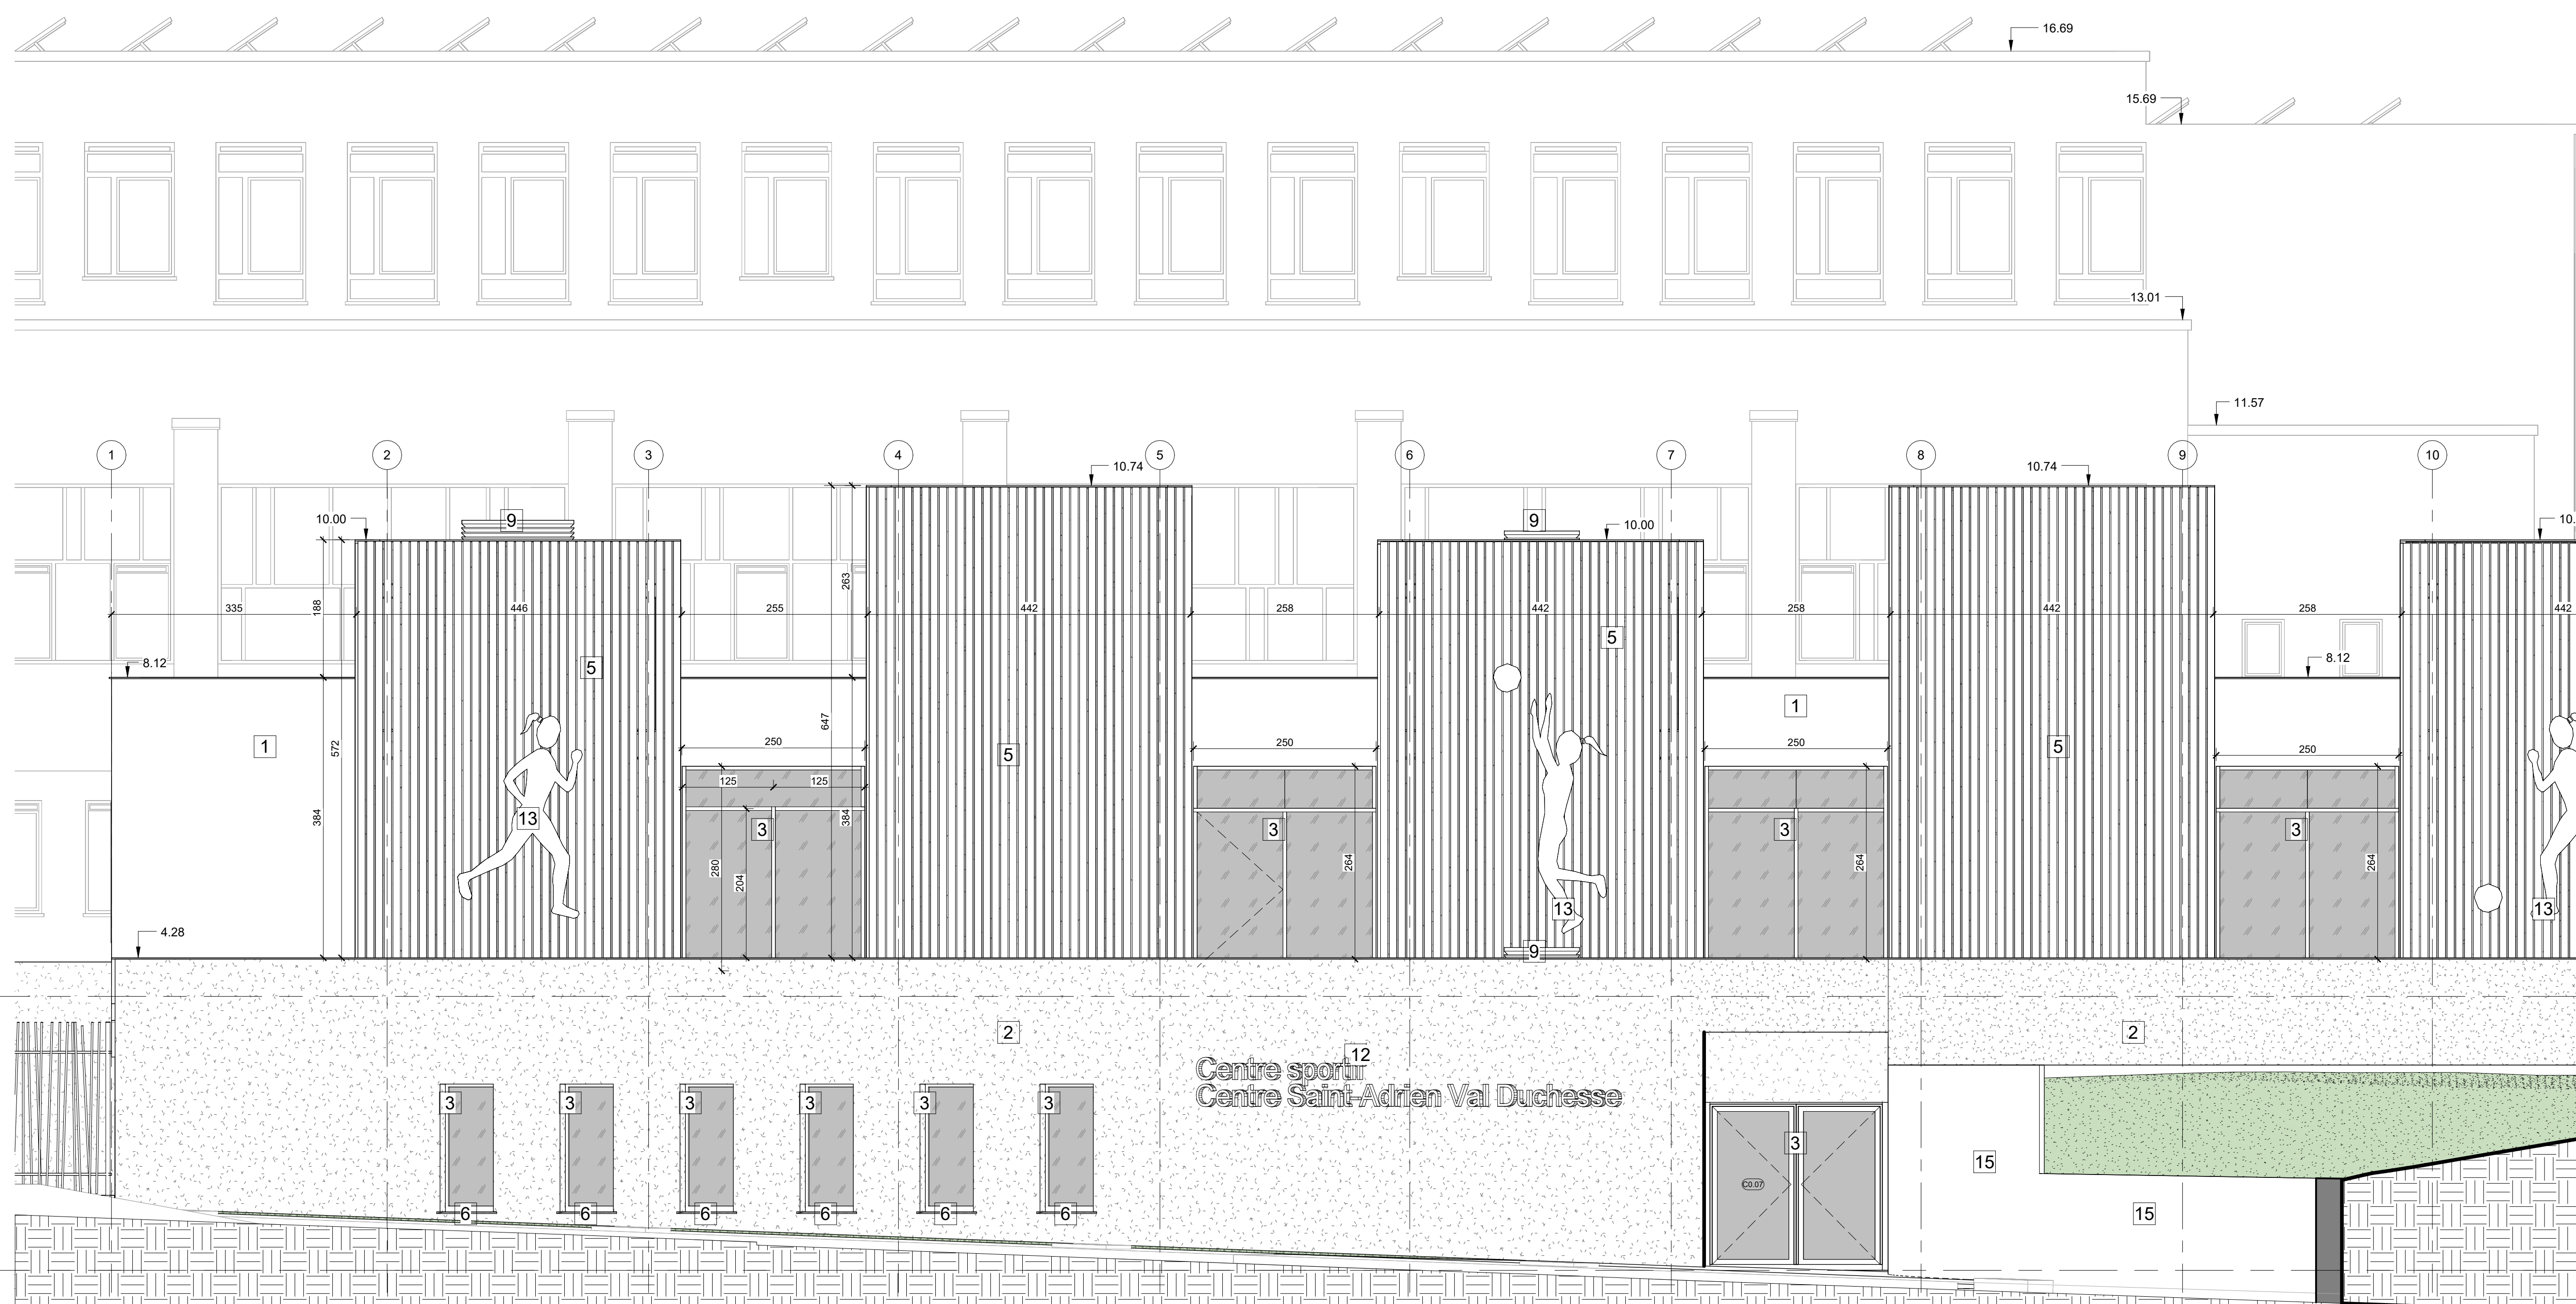 16.69
15.69
13.01
11.57
1 2 3 4 5 6 7 8 9 10
10.74 10.74
10.00 9 9 10.00 10.
335 188 446 255 263 442 258 442 258 442 258 442
8.12 5 5 8.12
572 647
1 5 1 5
250 250 250 250
125 125
384 13 384
3 3 3 3
280 204 264 264 264
13 13
4.28
9
2 2
12
Centre sportif
Centre Saint-Adrien Val Duchesse
3 3 3 3 3 3
3
15
C0.07
6 6 6 6 6 6
15